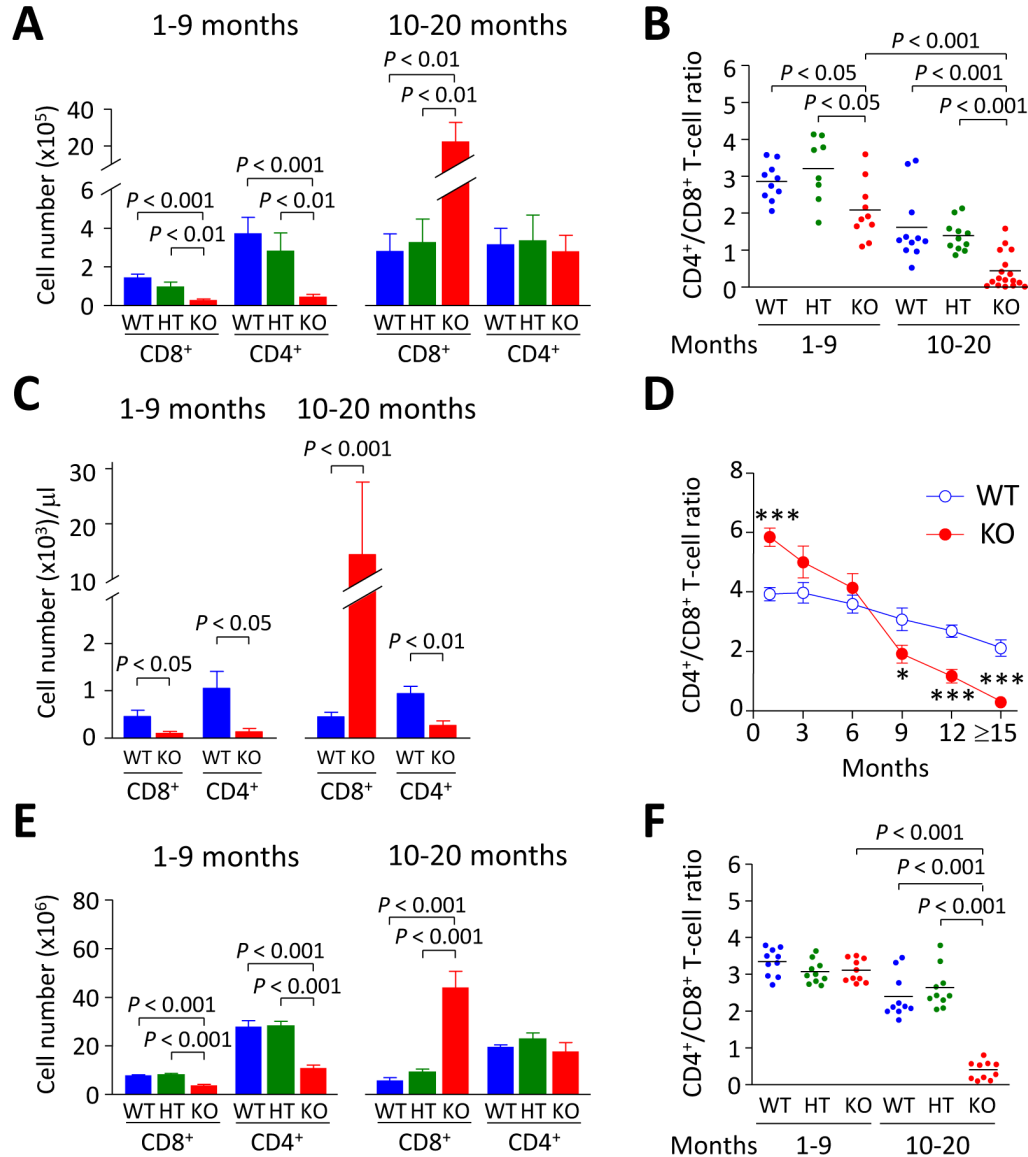 A
1-9 months
10-20 months
Cell number (x10⁵)
40
20
6
4
2
0
P < 0.001
P < 0.01
P < 0.001
P < 0.01
P < 0.01
P < 0.01
WT HT KO
WT HT KO
WT HT KO
WT HT KO
CD8⁺
CD4⁺
CD8⁺
CD4⁺
B
CD4⁺/CD8⁺ T-cell ratio
6
5
4
3
2
1
0
P < 0.001
P < 0.05
P < 0.001
P < 0.05
P < 0.001
WT HT KO WT HT KO
Months 1-9 10-20
C
1-9 months
10-20 months
Cell number (x10³)/µl
30
20
10
2
1
0
P < 0.05
P < 0.05
P < 0.001
P < 0.01
WT KO
WT KO
WT KO
WT KO
CD8⁺
CD4⁺
CD8⁺
CD4⁺
D
CD4⁺/CD8⁺ T-cell ratio
8
6
4
2
0
WT
KO
***
*
***
***
0 3 6 9 12 ≥15
Months
E
1-9 months
10-20 months
Cell number (x10⁶)
80
60
40
20
0
P < 0.001
P < 0.001
P < 0.001
P < 0.001
P < 0.001
P < 0.001
WT HT KO
WT HT KO
WT HT KO
WT HT KO
CD8⁺
CD4⁺
CD8⁺
CD4⁺
F
CD4⁺/CD8⁺ T-cell ratio
6
5
4
3
2
1
0
P < 0.001
P < 0.001
P < 0.001
WT HT KO WT HT KO
Months 1-9 10-20